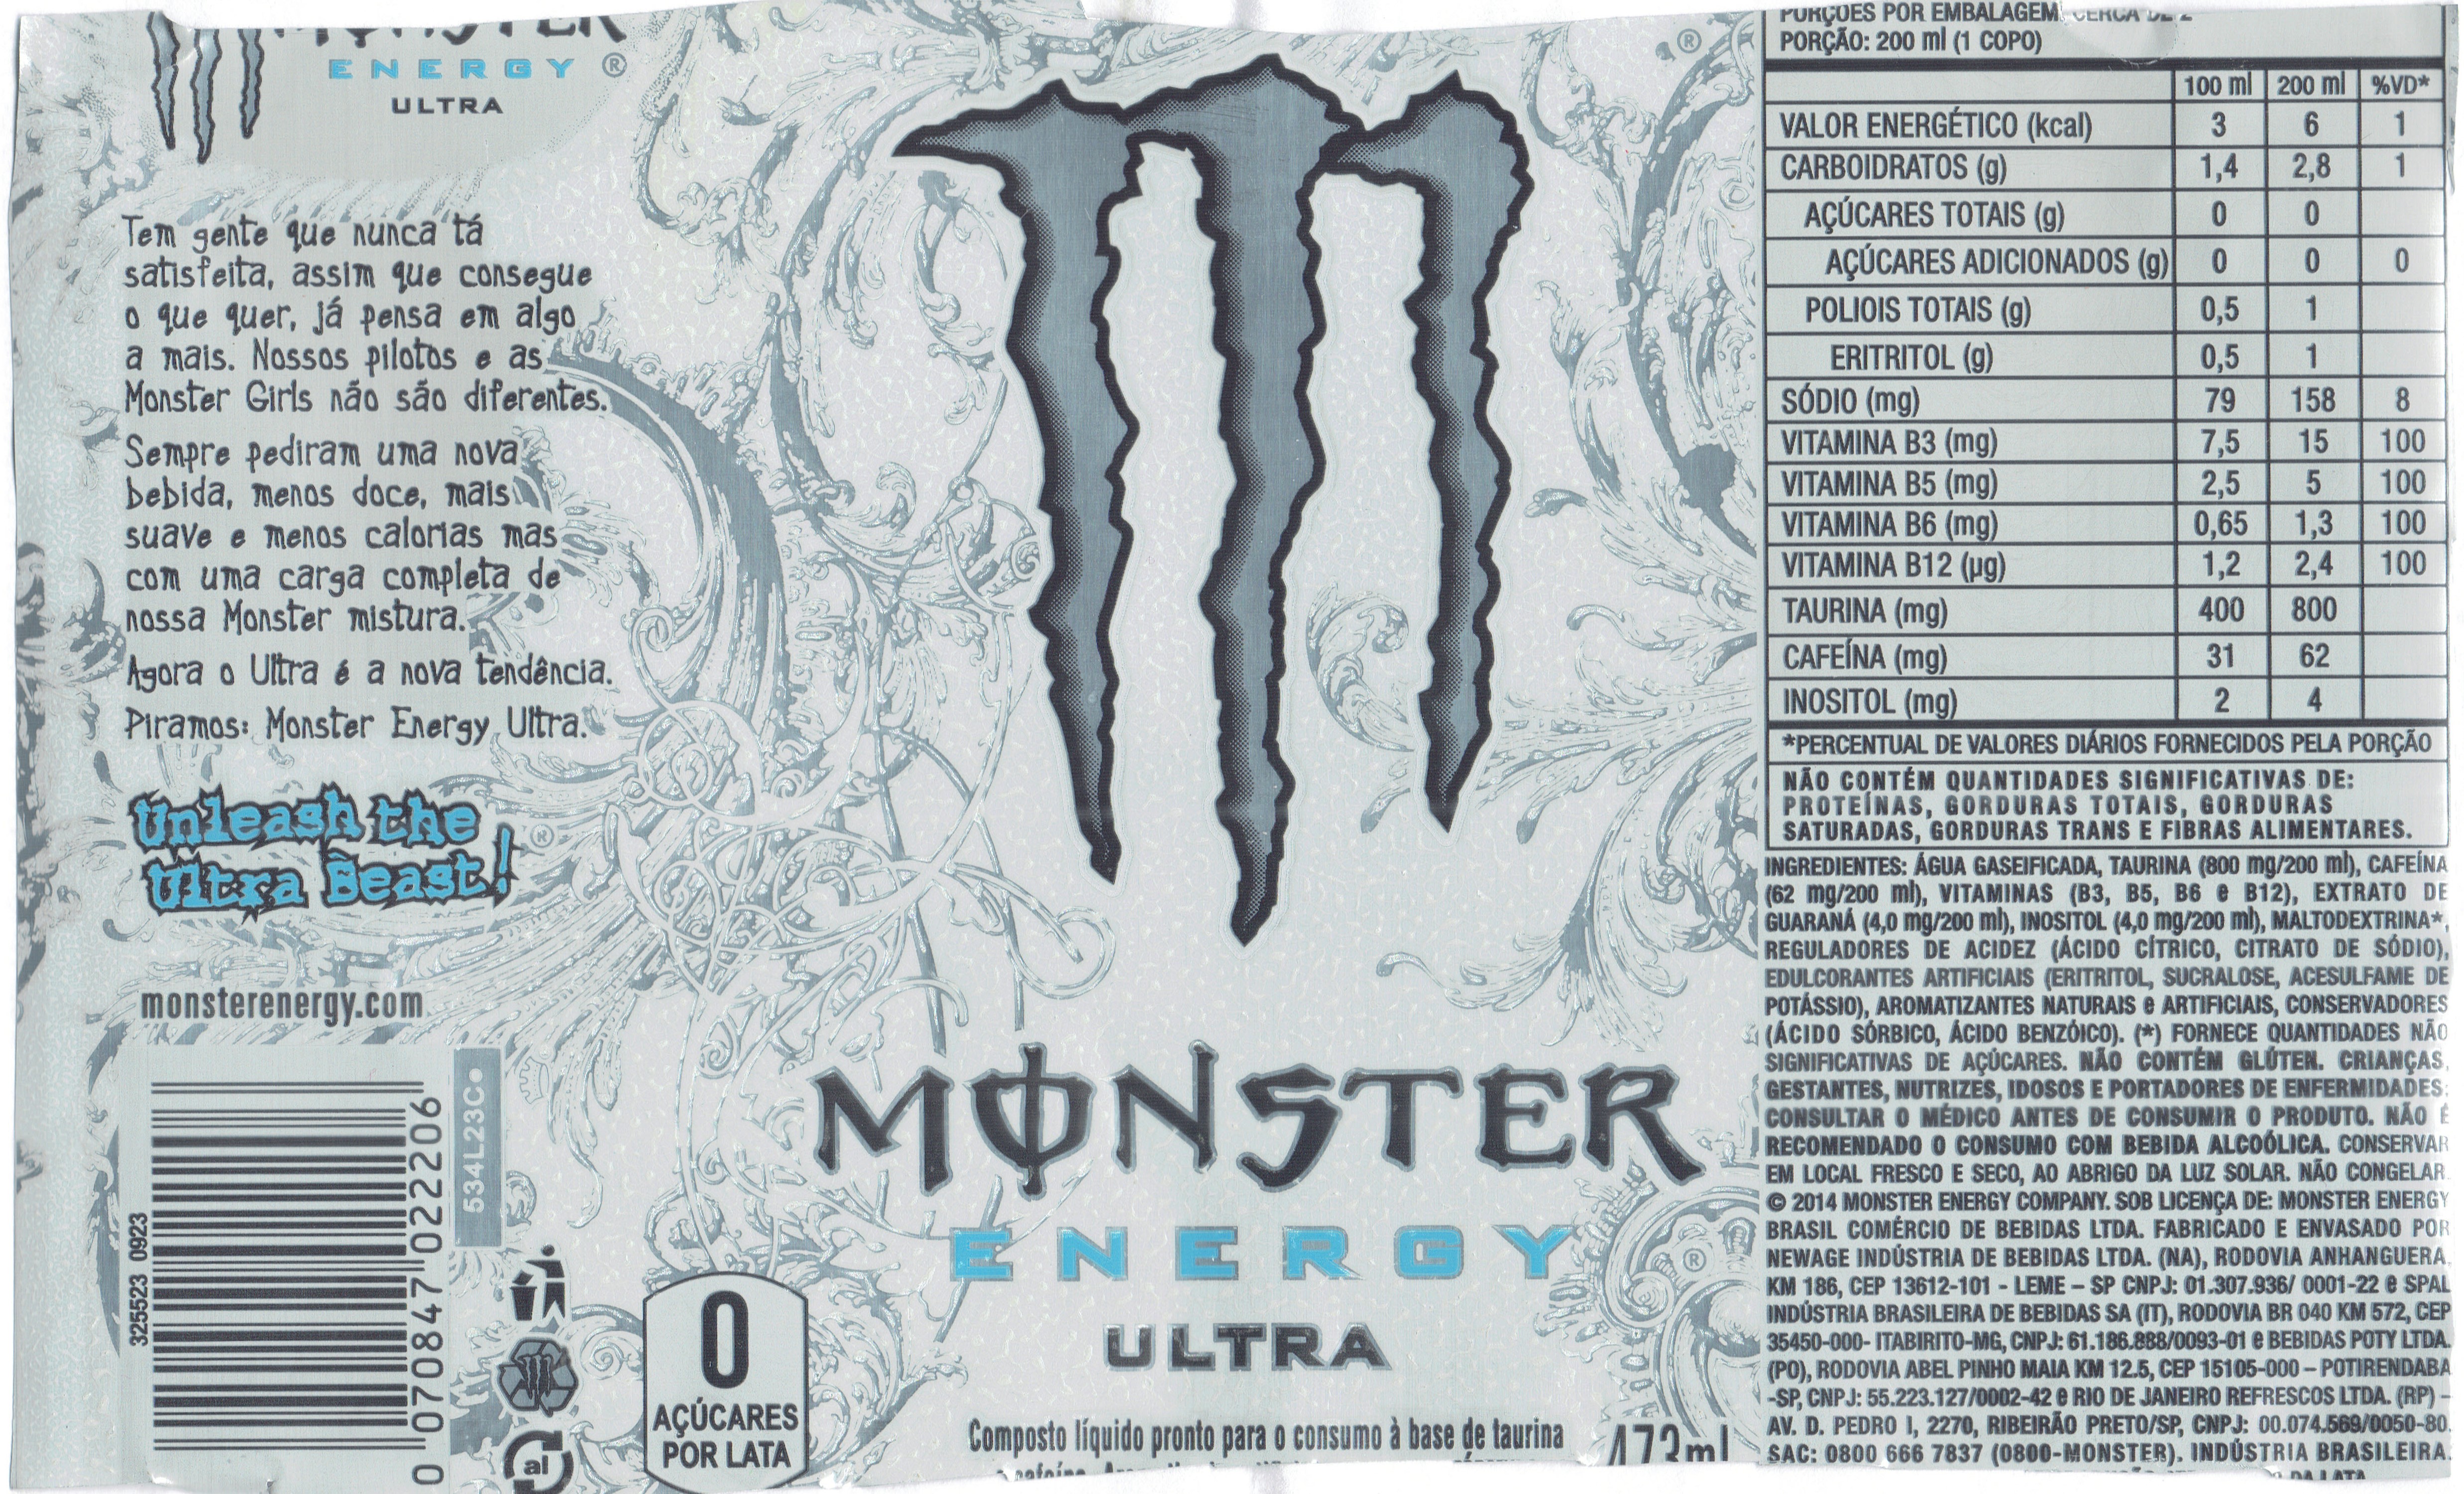 ENERGY ®
ULTRA
Tem gente que nunca tá
satisfeita, assim que consegue
o que quer, já pensa em algo
a mais. Nossos pilotos e as
Monster Girls não são diferentes.
Sempre pediram uma nova
bebida, menos doce, mais
suave e menos calorias mas
com uma carga completa de
nossa Monster mistura.
Agora o Ultra é a nova tendência.
Piramos: Monster Energy Ultra.
Unleash the
Ultra Beast! ®
monsterenergy.com
325523 0923
0 070847 022206
534L23C
al
®
MONSTER
ENERGY ®
ULTRA
0
AÇÚCARES
POR LATA
Composto líquido pronto para o consumo à base de taurina
473ml
PORÇÕES POR EMBALAGEM: CERCA DE 2
PORÇÃO: 200 ml (1 COPO)
100 ml 200 ml %VD*
VALOR ENERGÉTICO (kcal) 3 6 1
CARBOIDRATOS (g) 1,4 2,8 1
AÇÚCARES TOTAIS (g) 0 0
AÇÚCARES ADICIONADOS (g) 0 0 0
POLIOIS TOTAIS (g) 0,5 1
ERITRITOL (g) 0,5 1
SÓDIO (mg) 79 158 8
VITAMINA B3 (mg) 7,5 15 100
VITAMINA B5 (mg) 2,5 5 100
VITAMINA B6 (mg) 0,65 1,3 100
VITAMINA B12 (µg) 1,2 2,4 100
TAURINA (mg) 400 800
CAFEÍNA (mg) 31 62
INOSITOL (mg) 2 4
*PERCENTUAL DE VALORES DIÁRIOS FORNECIDOS PELA PORÇÃO
NÃO CONTÉM QUANTIDADES SIGNIFICATIVAS DE:
PROTEÍNAS, GORDURAS TOTAIS, GORDURAS
SATURADAS, GORDURAS TRANS E FIBRAS ALIMENTARES.
INGREDIENTES: ÁGUA GASEIFICADA, TAURINA (800 mg/200 ml), CAFEÍNA
(62 mg/200 ml), VITAMINAS (B3, B5, B6 e B12), EXTRATO DE
GUARANÁ (4,0 mg/200 ml), INOSITOL (4,0 mg/200 ml), MALTODEXTRINA*,
REGULADORES DE ACIDEZ (ÁCIDO CÍTRICO, CITRATO DE SÓDIO),
EDULCORANTES ARTIFICIAIS (ERITRITOL, SUCRALOSE, ACESULFAME DE
POTÁSSIO), AROMATIZANTES NATURAIS e ARTIFICIAIS, CONSERVADORES
(ÁCIDO SÓRBICO, ÁCIDO BENZÓICO). (*) FORNECE QUANTIDADES NÃO
SIGNIFICATIVAS DE AÇÚCARES. NÃO CONTÉM GLÚTEN. CRIANÇAS,
GESTANTES, NUTRIZES, IDOSOS E PORTADORES DE ENFERMIDADES:
CONSULTAR O MÉDICO ANTES DE CONSUMIR O PRODUTO. NÃO É
RECOMENDADO O CONSUMO COM BEBIDA ALCOÓLICA. CONSERVAR
EM LOCAL FRESCO E SECO, AO ABRIGO DA LUZ SOLAR. NÃO CONGELAR.
© 2014 MONSTER ENERGY COMPANY. SOB LICENÇA DE: MONSTER ENERGY
BRASIL COMÉRCIO DE BEBIDAS LTDA. FABRICADO E ENVASADO POR
NEWAGE INDÚSTRIA DE BEBIDAS LTDA. (NA), RODOVIA ANHANGUERA,
KM 186, CEP 13612-101 - LEME – SP CNPJ: 01.307.936/ 0001-22 e SPAL
INDÚSTRIA BRASILEIRA DE BEBIDAS SA (IT), RODOVIA BR 040 KM 572, CEP
35450-000- ITABIRITO-MG, CNPJ: 61.186.888/0093-01 e BEBIDAS POTY LTDA.
(PO), RODOVIA ABEL PINHO MAIA KM 12.5, CEP 15105-000 – POTIRENDABA
-SP, CNPJ: 55.223.127/0002-42 e RIO DE JANEIRO REFRESCOS LTDA. (RP) –
AV. D. PEDRO I, 2270, RIBEIRÃO PRETO/SP, CNPJ: 00.074.569/0050-80.
SAC: 0800 666 7837 (0800-MONSTER). INDÚSTRIA BRASILEIRA.
DA LATA